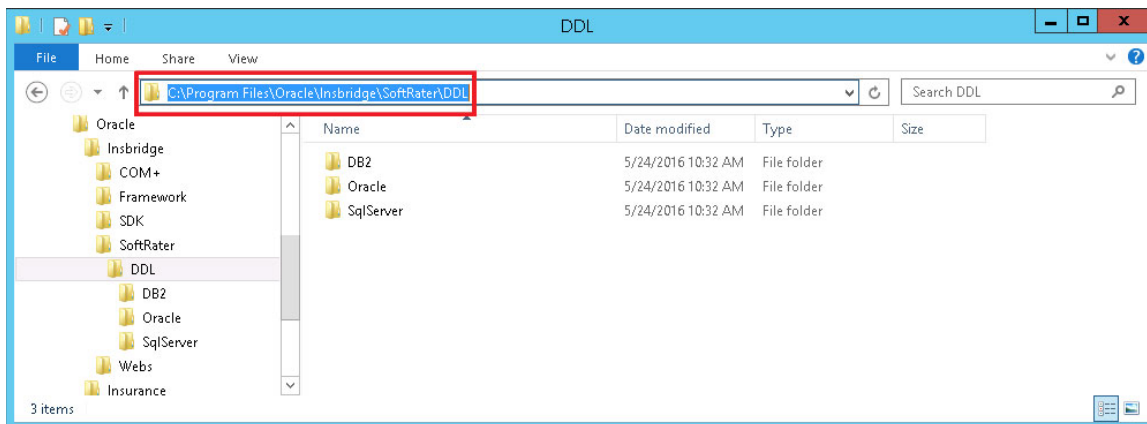 DDL
File Home Share View
C:\Program Files\Oracle\Insbridge\SoftRater\DDL Search DDL
Oracle
Insbridge
COM+
Framework
SDK
SoftRater
DDL
DB2
Oracle
SqlServer
Webs
Insurance
Name Date modified Type Size
DB2 5/24/2016 10:32 AM File folder
Oracle 5/24/2016 10:32 AM File folder
SqlServer 5/24/2016 10:32 AM File folder
3 items